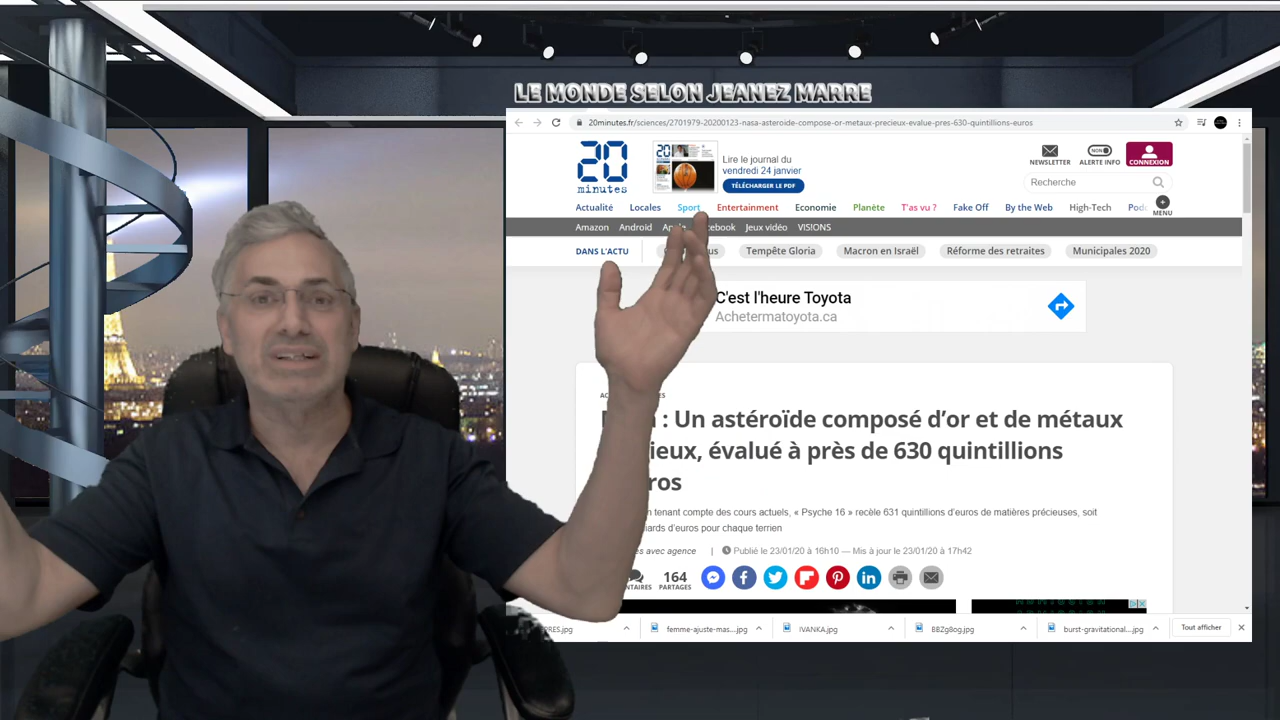 LE MONDE SELON JEANEZ MARRE
20minutes.fr/sciences/2701979-20200123-nasa-asteroide-compose-or-metaux-precieux-evalue-pres-630-quintillions-euros
20 minutes
Lire le journal du
vendredi 24 janvier
TÉLÉCHARGER LE PDF
NEWSLETTER
ALERTE INFO
CONNEXION
Recherche
Actualité Locales Sport Entertainment Economie Planète T'as vu ? Fake Off By the Web High-Tech
MENU
Amazon Android cebook Jeux vidéo VISIONS
DANS L'ACTU Tempête Gloria Macron en Israël Réforme des retraites Municipales 2020
C'est l'heure Toyota
Achetermatoyota.ca
: Un astéroïde composé d'or et de métaux
ieux, évalué à près de 630 quintillions
ros
tenant compte des cours actuels, « Psyche 16 » recèle 631 quintillions d'euros de matières précieuses, soit
iards d'euros pour chaque terrien
avec agence | Publié le 23/01/20 à 16h10 — Mis à jour le 23/01/20 à 17h42
164
PARTAGES
PRES.jpg femme-ajuste-mas....jpg IVANKA.jpg BBZg8og.jpg burst-gravitational....jpg Tout afficher